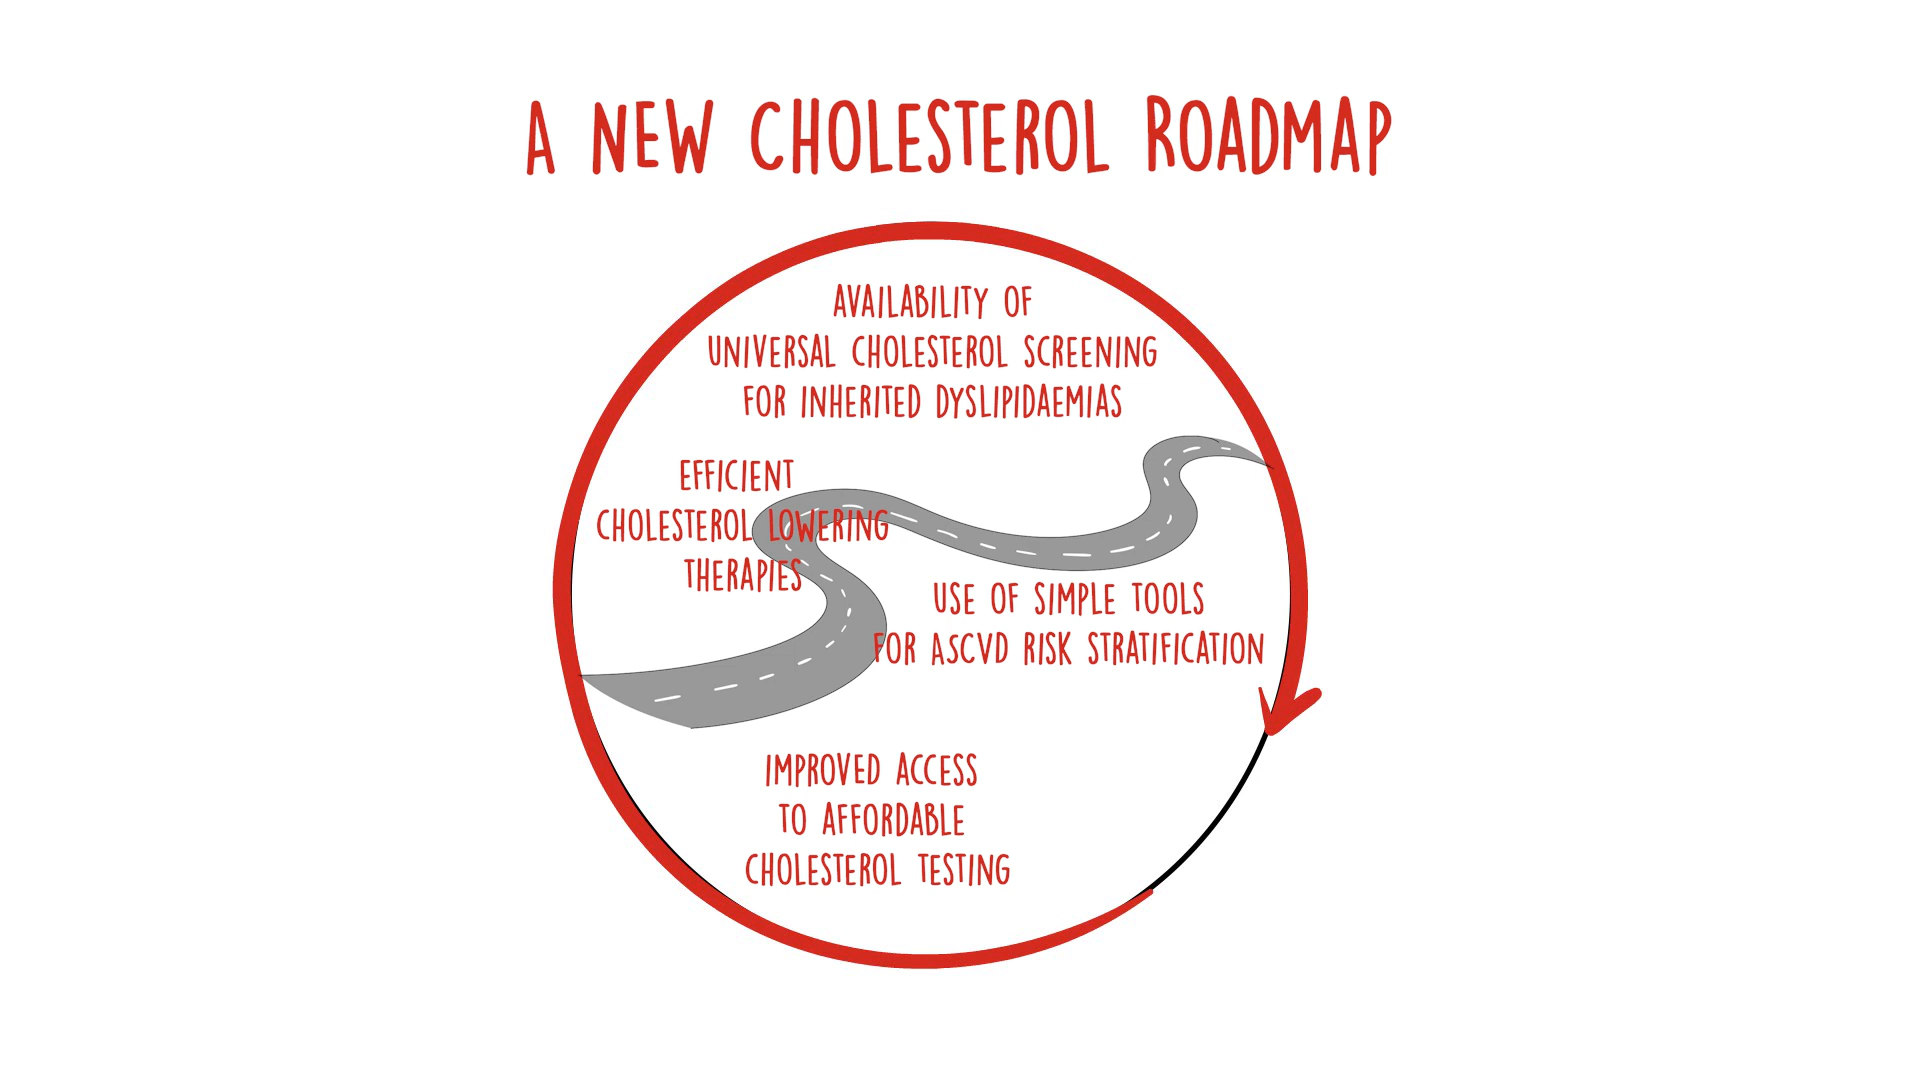 A NEW CHOLESTEROL ROADMAP
AVAILABILITY OF
UNIVERSAL CHOLESTEROL SCREENING
FOR INHERITED DYSLIPIDAEMIAS
EFFICIENT
CHOLESTEROL LOWERING
THERAPIES
USE OF SIMPLE TOOLS
FOR ASCVD RISK STRATIFICATION
IMPROVED ACCESS
TO AFFORDABLE
CHOLESTEROL TESTING